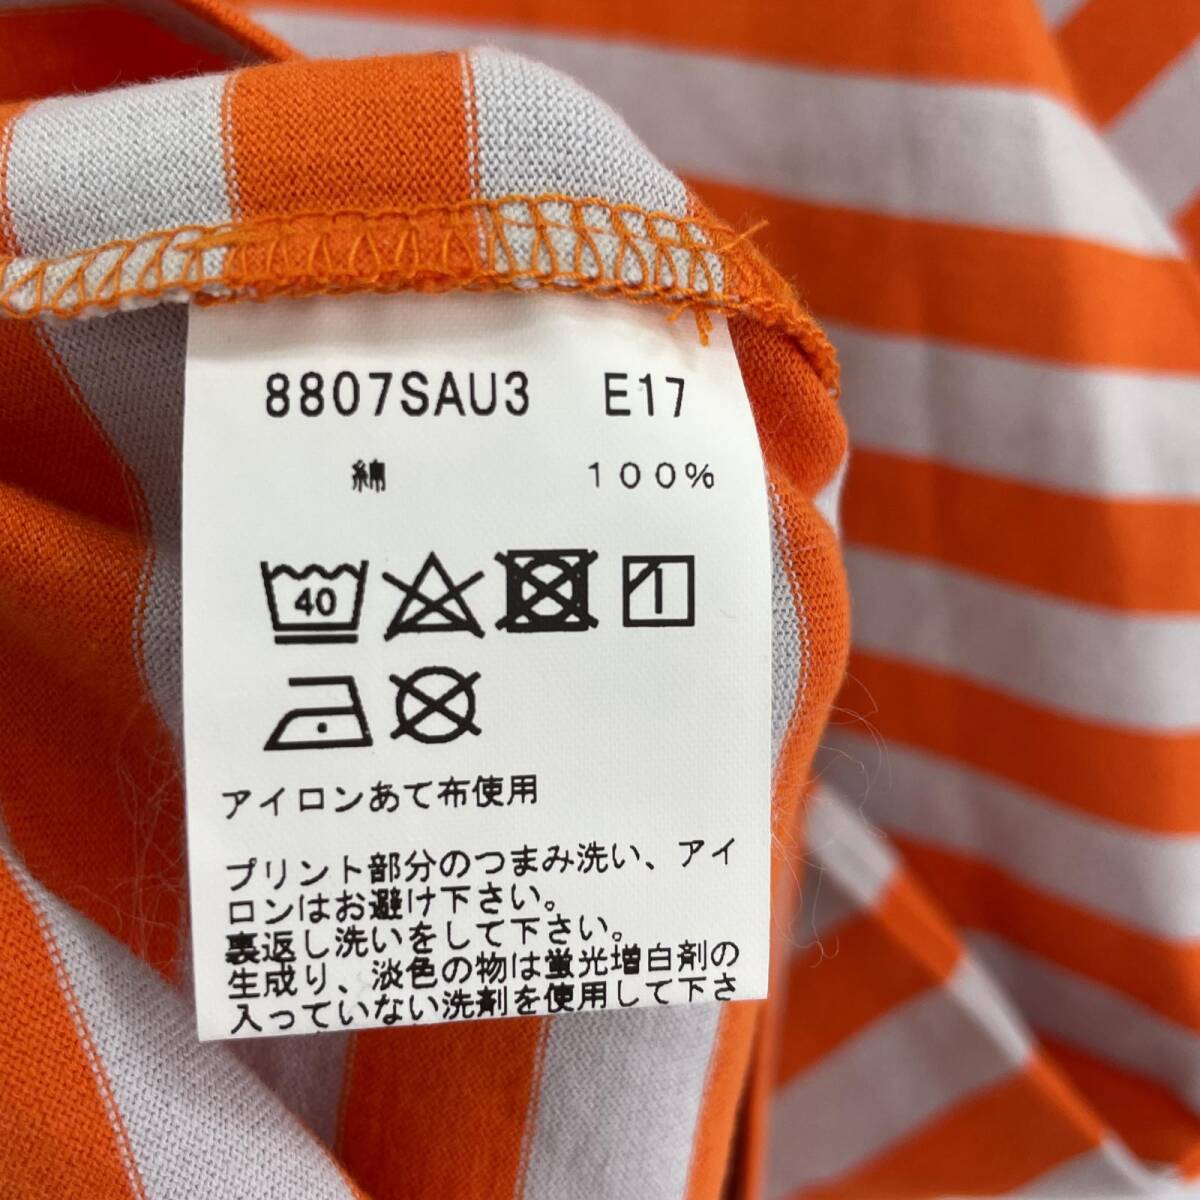 8807SAU3 E17
綿 100%
40
アイロンあて布使用
プリント部分のつまみ洗い、アイ
ロンはお避け下さい。
裏返し洗いをして下さい。
生成り、淡色の物は蛍光増白剤の
入っていない洗剤を使用して下さ